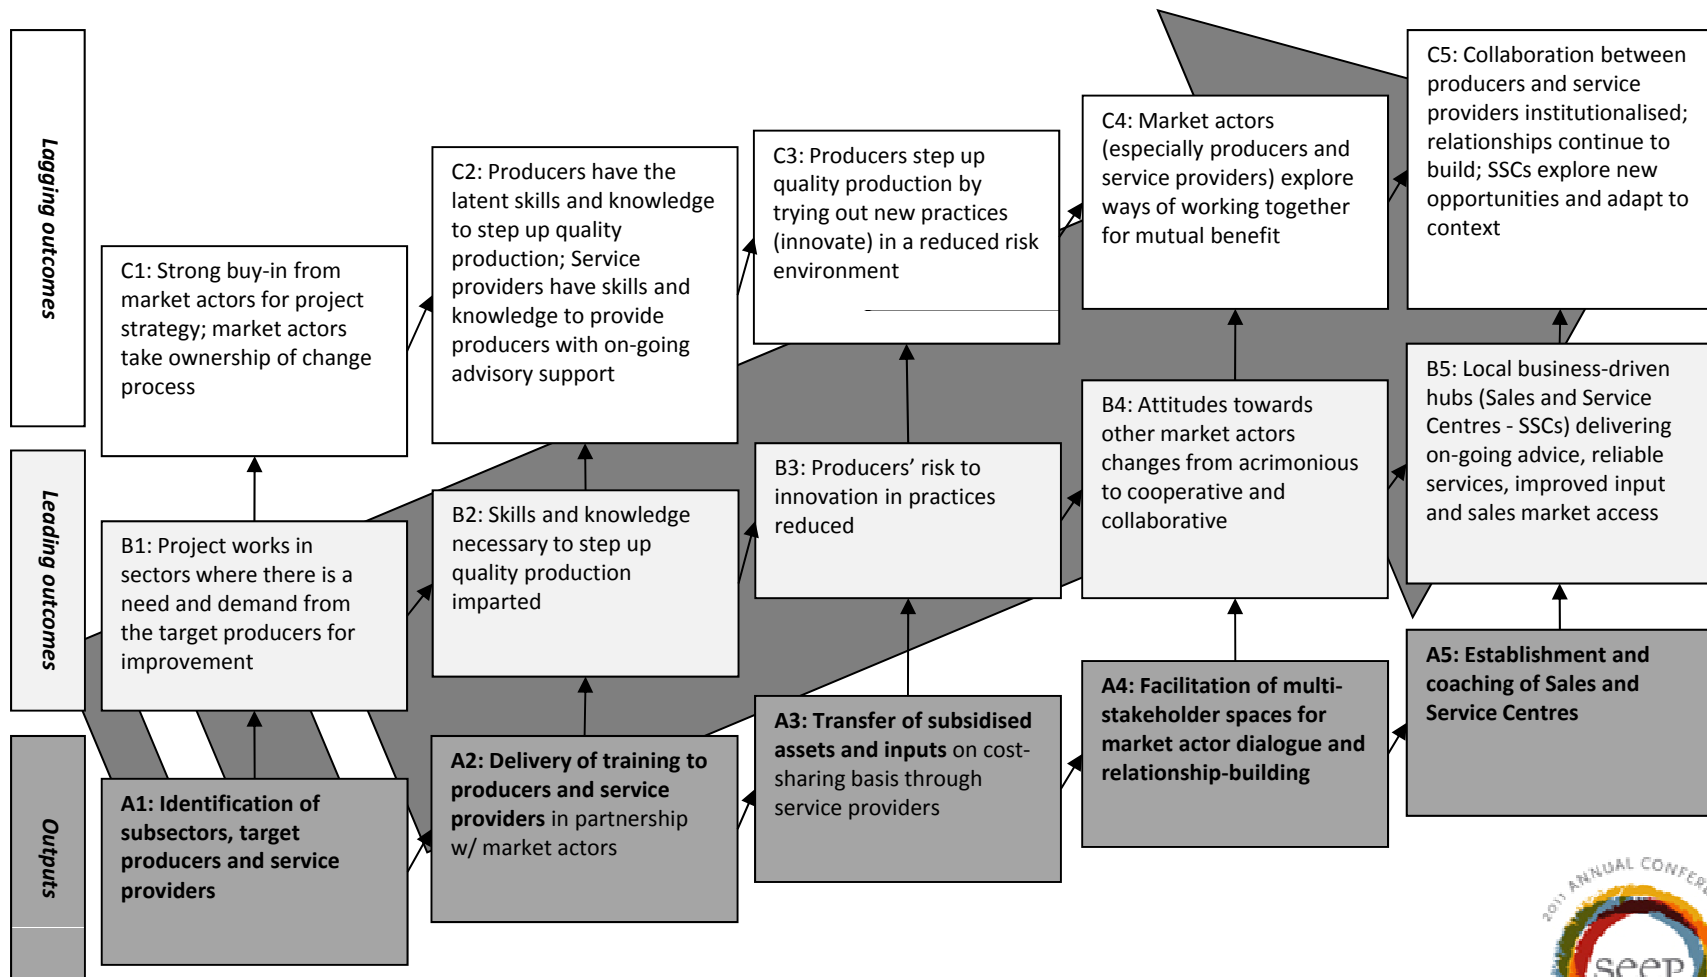 Lagging outcomes
C1: Strong buy-in from
market actors for project
strategy; market actors
take ownership of change
process
C2: Producers have the
latent skills and knowledge
to step up quality
production; Service
providers have skills and
knowledge to provide
producers with on-going
advisory support
C3: Producers step up
quality production by
trying out new practices
(innovate) in a reduced risk
environment
C4: Market actors
(especially producers and
service providers) explore
ways of working together
for mutual benefit
C5: Collaboration between
producers and service
providers institutionalised;
relationships continue to
build; SSCs explore new
opportunities and adapt to
context
Leading outcomes
B1: Project works in
sectors where there is a
need and demand from
the target producers for
improvement
B2: Skills and knowledge
necessary to step up
quality production
imparted
B3: Producers’ risk to
innovation in practices
reduced
B4: Attitudes towards
other market actors
changes from acrimonious
to cooperative and
collaborative
B5: Local business-driven
hubs (Sales and Service
Centres - SSCs) delivering
on-going advice, reliable
services, improved input
and sales market access
Outputs
A1: Identification of
subsectors, target
producers and service
providers
A2: Delivery of training to
producers and service
providers in partnership
w/ market actors
A3: Transfer of subsidised
assets and inputs on cost-
sharing basis through
service providers
A4: Facilitation of multi-
stakeholder spaces for
market actor dialogue and
relationship-building
A5: Establishment and
coaching of Sales and
Service Centres
2011 ANNUAL
seep